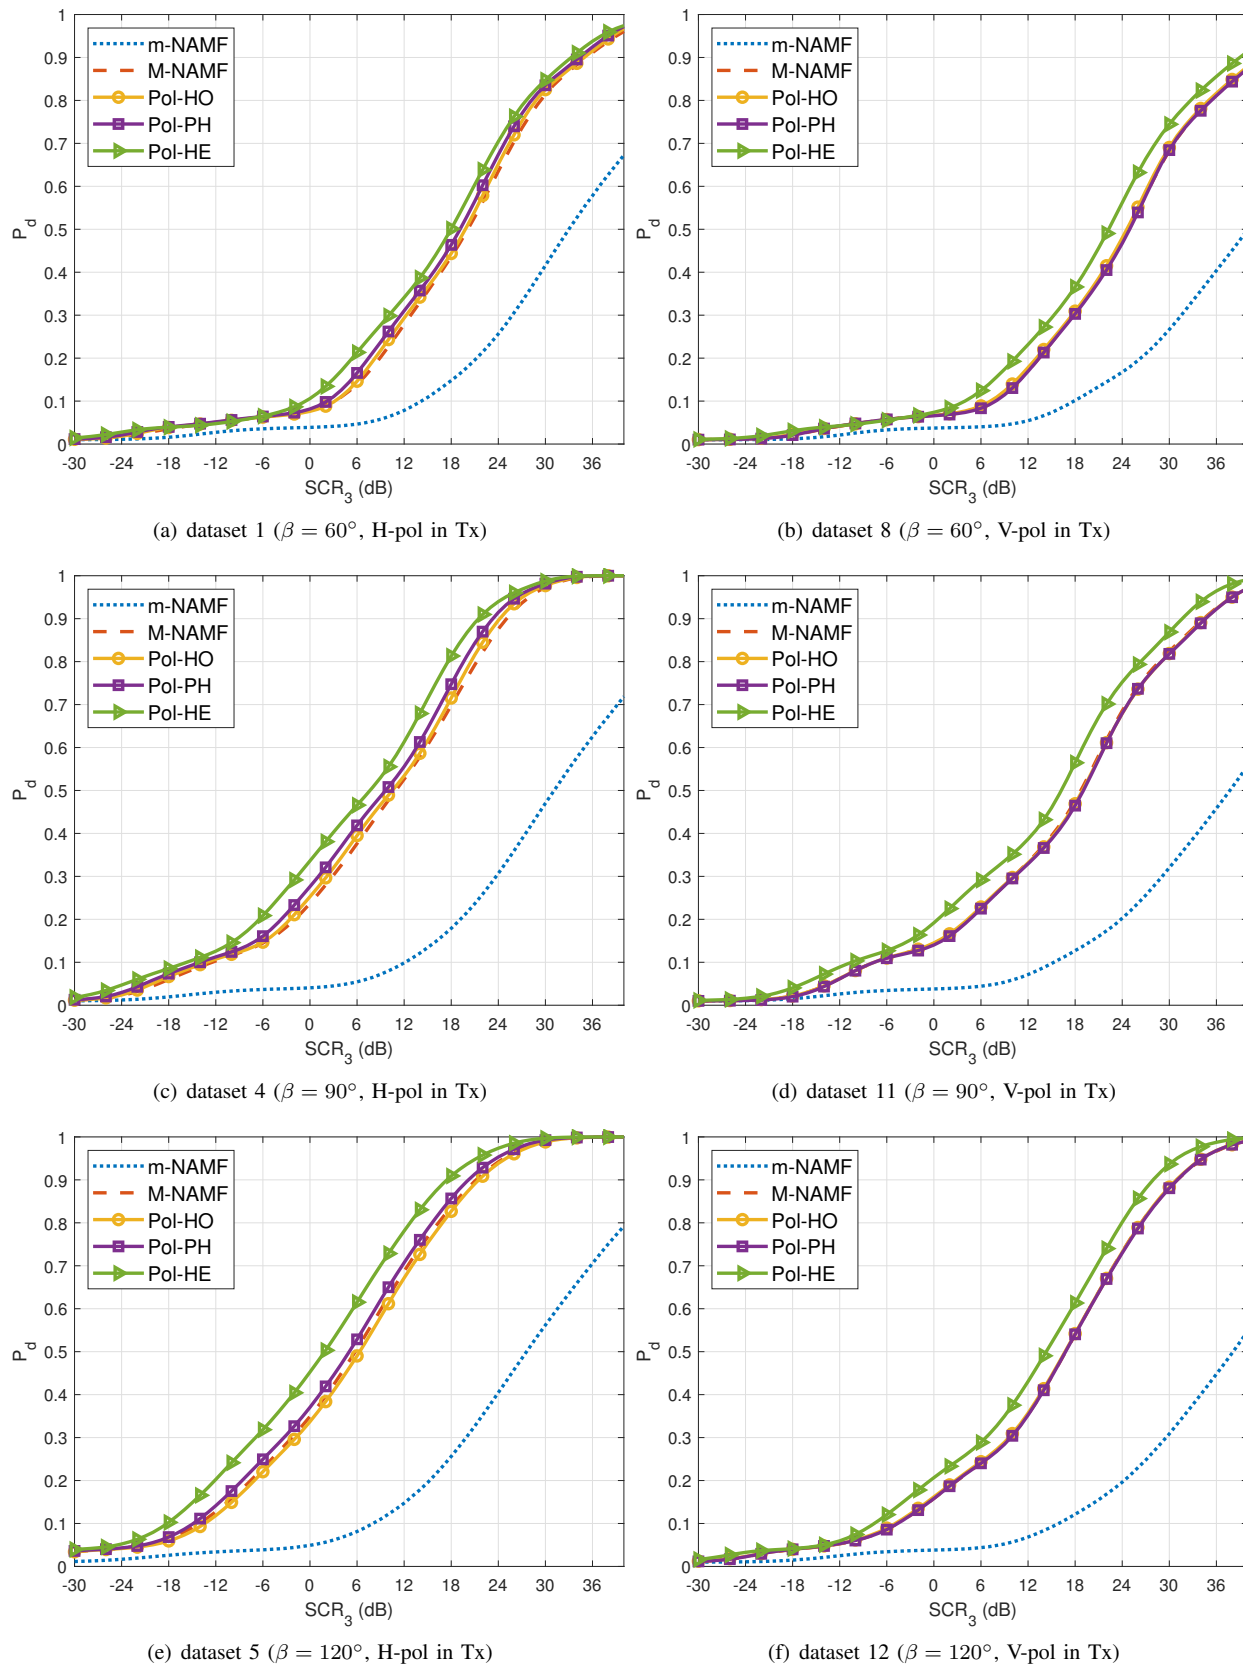 1
0.9
0.8
0.7
0.6
0.5
0.4
0.3
0.2
0.1
0
P_d
m-NAMF
M-NAMF
Pol-HO
Pol-PH
Pol-HE
-30 -24 -18 -12 -6 0 6 12 18 24 30 36
SCR_3 (dB)
(a) dataset 1 (β = 60°, H-pol in Tx)
1
0.9
0.8
0.7
0.6
0.5
0.4
0.3
0.2
0.1
0
P_d
m-NAMF
M-NAMF
Pol-HO
Pol-PH
Pol-HE
-30 -24 -18 -12 -6 0 6 12 18 24 30 36
SCR_3 (dB)
(b) dataset 8 (β = 60°, V-pol in Tx)
1
0.9
0.8
0.7
0.6
0.5
0.4
0.3
0.2
0.1
0
P_d
m-NAMF
M-NAMF
Pol-HO
Pol-PH
Pol-HE
-30 -24 -18 -12 -6 0 6 12 18 24 30 36
SCR_3 (dB)
(c) dataset 4 (β = 90°, H-pol in Tx)
1
0.9
0.8
0.7
0.6
0.5
0.4
0.3
0.2
0.1
0
P_d
m-NAMF
M-NAMF
Pol-HO
Pol-PH
Pol-HE
-30 -24 -18 -12 -6 0 6 12 18 24 30 36
SCR_3 (dB)
(d) dataset 11 (β = 90°, V-pol in Tx)
1
0.9
0.8
0.7
0.6
0.5
0.4
0.3
0.2
0.1
0
P_d
m-NAMF
M-NAMF
Pol-HO
Pol-PH
Pol-HE
-30 -24 -18 -12 -6 0 6 12 18 24 30 36
SCR_3 (dB)
(e) dataset 5 (β = 120°, H-pol in Tx)
1
0.9
0.8
0.7
0.6
0.5
0.4
0.3
0.2
0.1
0
P_d
m-NAMF
M-NAMF
Pol-HO
Pol-PH
Pol-HE
-30 -24 -18 -12 -6 0 6 12 18 24 30 36
SCR_3 (dB)
(f) dataset 12 (β = 120°, V-pol in Tx)